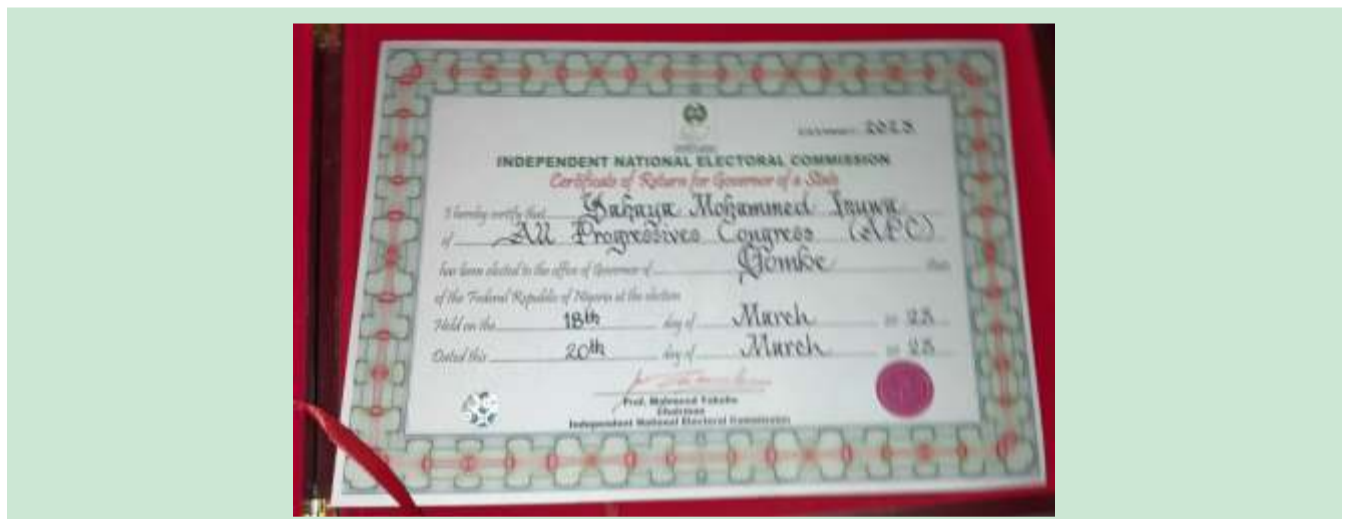 2023
INDEPENDENT NATIONAL ELECTORAL COMMISSION
Certificate of Return for Governor of a State
I hereby certify that Yahaya Mohammed Inuwa
of All Progressives Congress (APC)
has been elected to the office of Governor of Gombe State
of the Federal Republic of Nigeria at the election
Held on the 18th day of March 23
Dated this 20th day of March 23
Prof. Mahmood Yakubu
Chairman
Independent National Electoral Commission